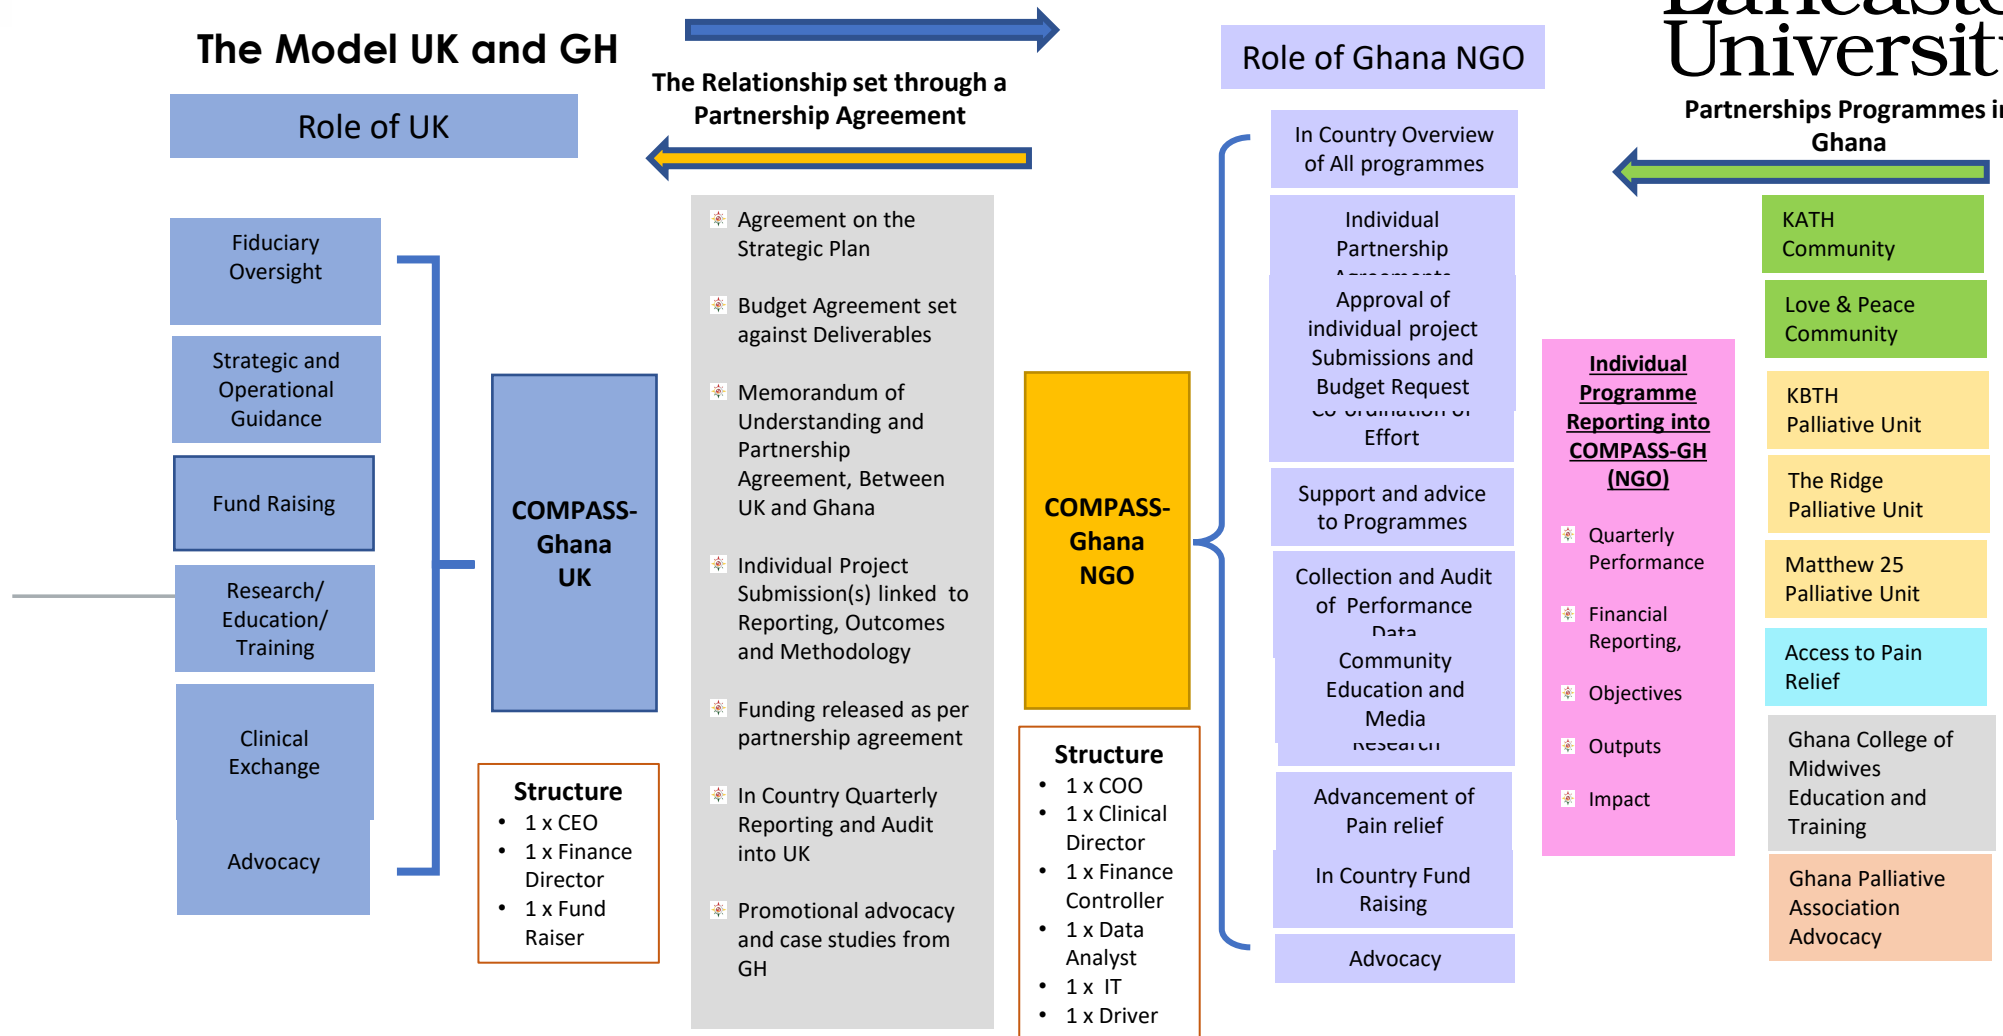 The Model UK and GH
Role of UK
Fiduciary
Oversight
Strategic and
Operational
Guidance
Fund Raising
Research/
Education/
Training
Clinical
Exchange
Advocacy
COMPASS-
Ghana
UK
Structure
• 1 x CEO
• 1 x Finance
Director
• 1 x Fund
Raiser
The Relationship set through a
Partnership Agreement
Agreement on the
Strategic Plan
Budget Agreement set
against Deliverables
Memorandum of
Understanding and
Partnership
Agreement, Between
UK and Ghana
Individual Project
Submission(s) linked to
Reporting, Outcomes
and Methodology
Funding released as per
partnership agreement
In Country Quarterly
Reporting and Audit
into UK
Promotional advocacy
and case studies from
GH
COMPASS-
Ghana
NGO
Structure
• 1 x COO
• 1 x Clinical
Director
• 1 x Finance
Controller
• 1 x Data
Analyst
• 1 x IT
• 1 x Driver
Role of Ghana NGO
In Country Overview
of All programmes
Individual
Partnership
Agreements
Approval of
individual project
Submissions and
Budget Request
Co-ordination of
Effort
Support and advice
to Programmes
Collection and Audit
of Performance
Data
Community
Education and
Media
Research
Advancement of
Pain relief
In Country Fund
Raising
Advocacy
Individual
Programme
Reporting into
COMPASS-GH
(NGO)
Quarterly
Performance
Financial
Reporting,
Objectives
Outputs
Impact
Lancaste
Universit
Partnerships Programmes i
Ghana
KATH
Community
Love & Peace
Community
KBTH
Palliative Unit
The Ridge
Palliative Unit
Matthew 25
Palliative Unit
Access to Pain
Relief
Ghana College of
Midwives
Education and
Training
Ghana Palliative
Association
Advocacy